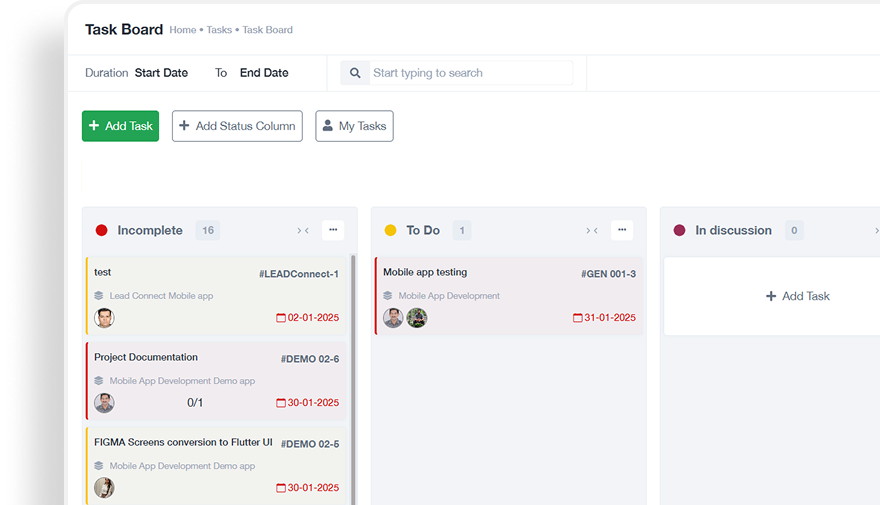 Task Board Home • Tasks • Task Board
Duration Start Date To End Date Start typing to search
+ Add Task + Add Status Column My Tasks
Incomplete 16
test #LEADConnect-1
Lead Connect Mobile app
02-01-2025
Project Documentation #DEMO 02-6
Mobile App Development Demo app
0/1 30-01-2025
FIGMA Screens conversion to Flutter UI #DEMO 02-5
Mobile App Development Demo app
30-01-2025
To Do 1
Mobile app testing #GEN 001-3
Mobile App Development
31-01-2025
In discussion 0
+ Add Task